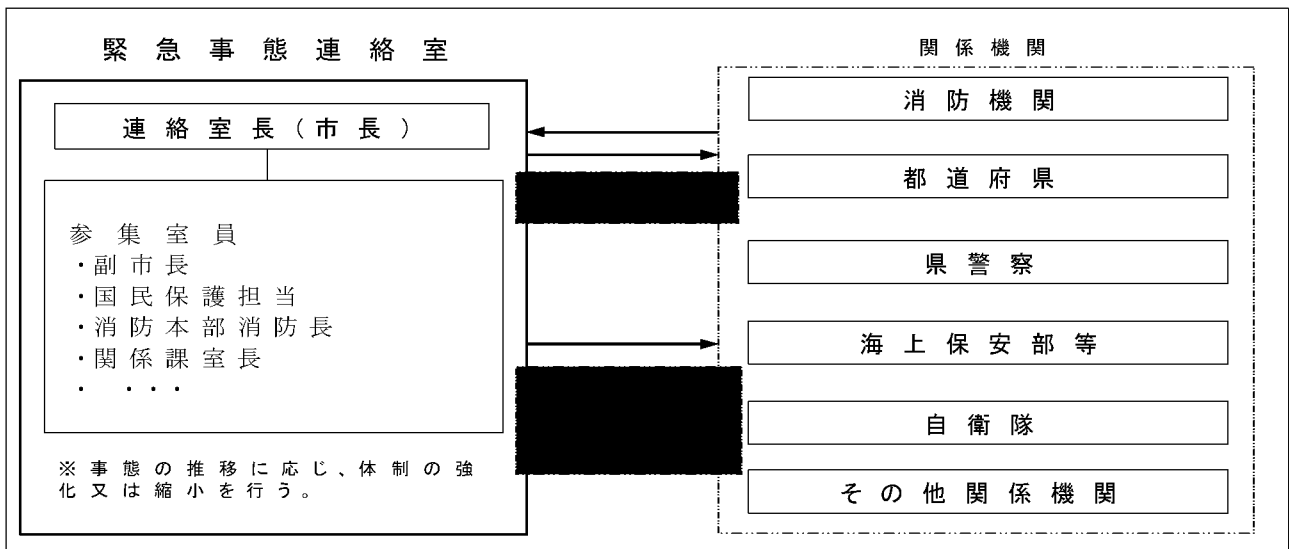 緊急事態連絡室
連絡室長(市長)
参集室員
・副市長
・国民保護担当
・消防本部消防長
・関係課室長
・ ・・・
※事態の推移に応じ、体制の強
化又は縮小を行う。
関係機関
消防機関
都道府県
県警察
海上保安部等
自衛隊
その他関係機関